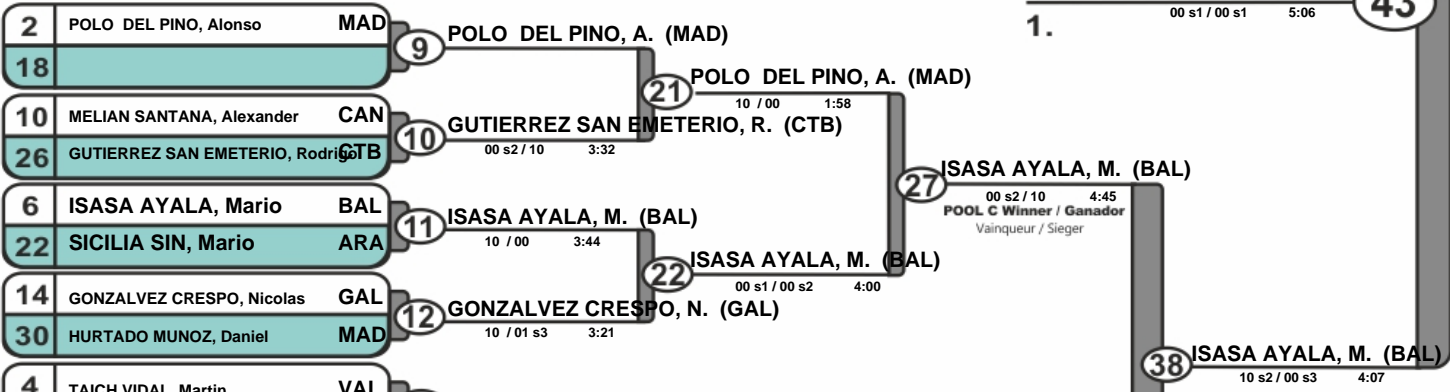 2 POLO DEL PINO, Alonso MAD
18
9
POLO DEL PINO, A. (MAD)
10 MELIAN SANTANA, Alexander CAN
26 GUTIERREZ SAN EMETERIO, Rodrigo CTB
10
GUTIERREZ SAN EMETERIO, R. (CTB)
00 s2 / 10 3:32
21
POLO DEL PINO, A. (MAD)
10 / 00 1:58
6 ISASA AYALA, Mario BAL
22 SICILIA SIN, Mario ARA
11
ISASA AYALA, M. (BAL)
10 / 00 3:44
14 GONZALVEZ CRESPO, Nicolas GAL
30 HURTADO MUNOZ, Daniel MAD
12
GONZALVEZ CRESPO, N. (GAL)
10 / 01 s3 3:21
22
ISASA AYALA, M. (BAL)
00 s1 / 00 s2 4:00
27
ISASA AYALA, M. (BAL)
00 s2 / 10 4:45
POOL C Winner / Ganador
Vainqueur / Sieger
4 TAICH VIDAL, Martin VAL
00 s1 / 00 s1 5:06
43
1.
38
ISASA AYALA, M. (BAL)
10 s2 / 00 s3 4:07